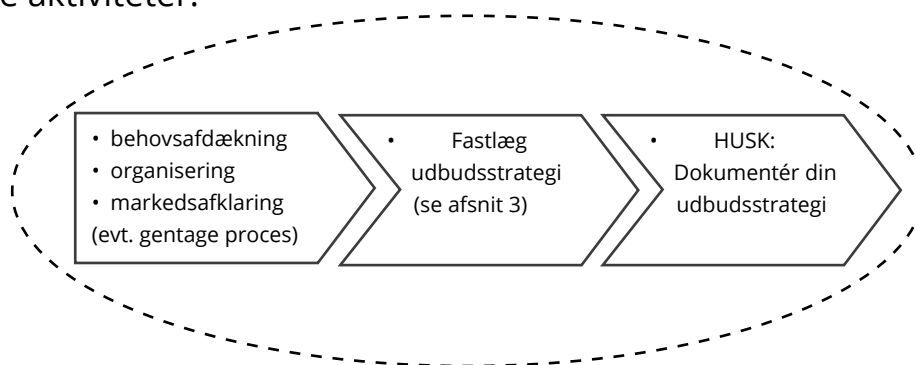 e aktiviteter:
• behovsafdækning
• organisering
• markedsafklaring
(evt. gentage proces)
• Fastlæg
udbudsstrategi
(se afsnit 3)
• HUSK:
Dokumentér din
udbudsstrategi